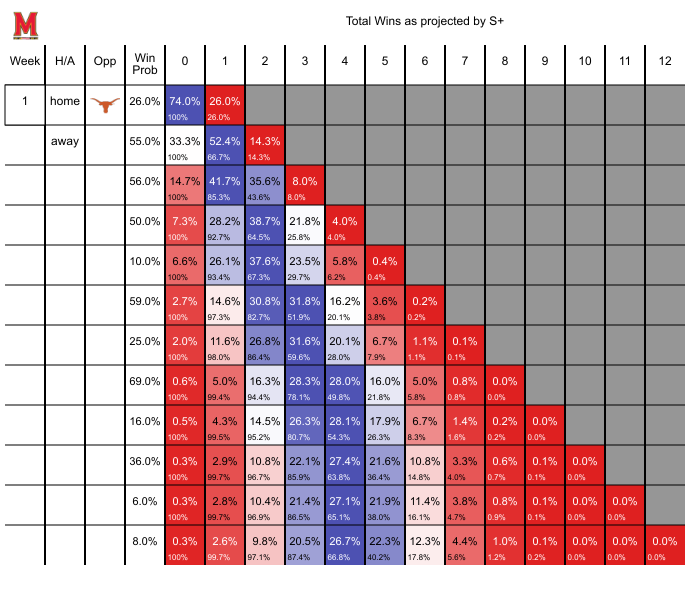 M
Total Wins as projected by S+
Week H/A Opp Win Prob 0 1 2 3 4 5 6 7 8 9 10 11 12
1 home 26.0% 74.0% 26.0%
100% 26.0%
away 55.0% 33.3% 52.4% 14.3%
100% 66.7% 14.3%
56.0% 14.7% 41.7% 35.6% 8.0%
100% 85.3% 43.6% 8.0%
50.0% 7.3% 28.2% 38.7% 21.8% 4.0%
100% 92.7% 64.5% 25.8% 4.0%
10.0% 6.6% 26.1% 37.6% 23.5% 5.8% 0.4%
100% 93.4% 67.3% 29.7% 6.2% 0.4%
59.0% 2.7% 14.6% 30.8% 31.8% 16.2% 3.6% 0.2%
100% 97.3% 82.7% 51.9% 20.1% 3.8% 0.2%
25.0% 2.0% 11.6% 26.8% 31.6% 20.1% 6.7% 1.1% 0.1%
100% 98.0% 86.4% 59.6% 28.0% 7.9% 1.1% 0.1%
69.0% 0.6% 5.0% 16.3% 28.3% 28.0% 16.0% 5.0% 0.8% 0.0%
100% 99.4% 94.4% 78.1% 49.8% 21.8% 5.8% 0.8% 0.0%
16.0% 0.5% 4.3% 14.5% 26.3% 28.1% 17.9% 6.7% 1.4% 0.2% 0.0%
100% 99.5% 95.2% 80.7% 54.3% 26.3% 8.3% 1.6% 0.2% 0.0%
36.0% 0.3% 2.9% 10.8% 22.1% 27.4% 21.6% 10.8% 3.3% 0.6% 0.1% 0.0%
100% 99.7% 96.7% 85.9% 63.8% 36.4% 14.8% 4.0% 0.7% 0.1% 0.0%
6.0% 0.3% 2.8% 10.4% 21.4% 27.1% 21.9% 11.4% 3.8% 0.8% 0.1% 0.0% 0.0%
100% 99.7% 96.9% 86.5% 65.1% 38.0% 16.1% 4.7% 0.9% 0.1% 0.0% 0.0%
8.0% 0.3% 2.6% 9.8% 20.5% 26.7% 22.3% 12.3% 4.4% 1.0% 0.1% 0.0% 0.0% 0.0%
100% 99.7% 97.1% 87.4% 66.8% 40.2% 17.8% 5.6% 1.2% 0.2% 0.0% 0.0% 0.0%